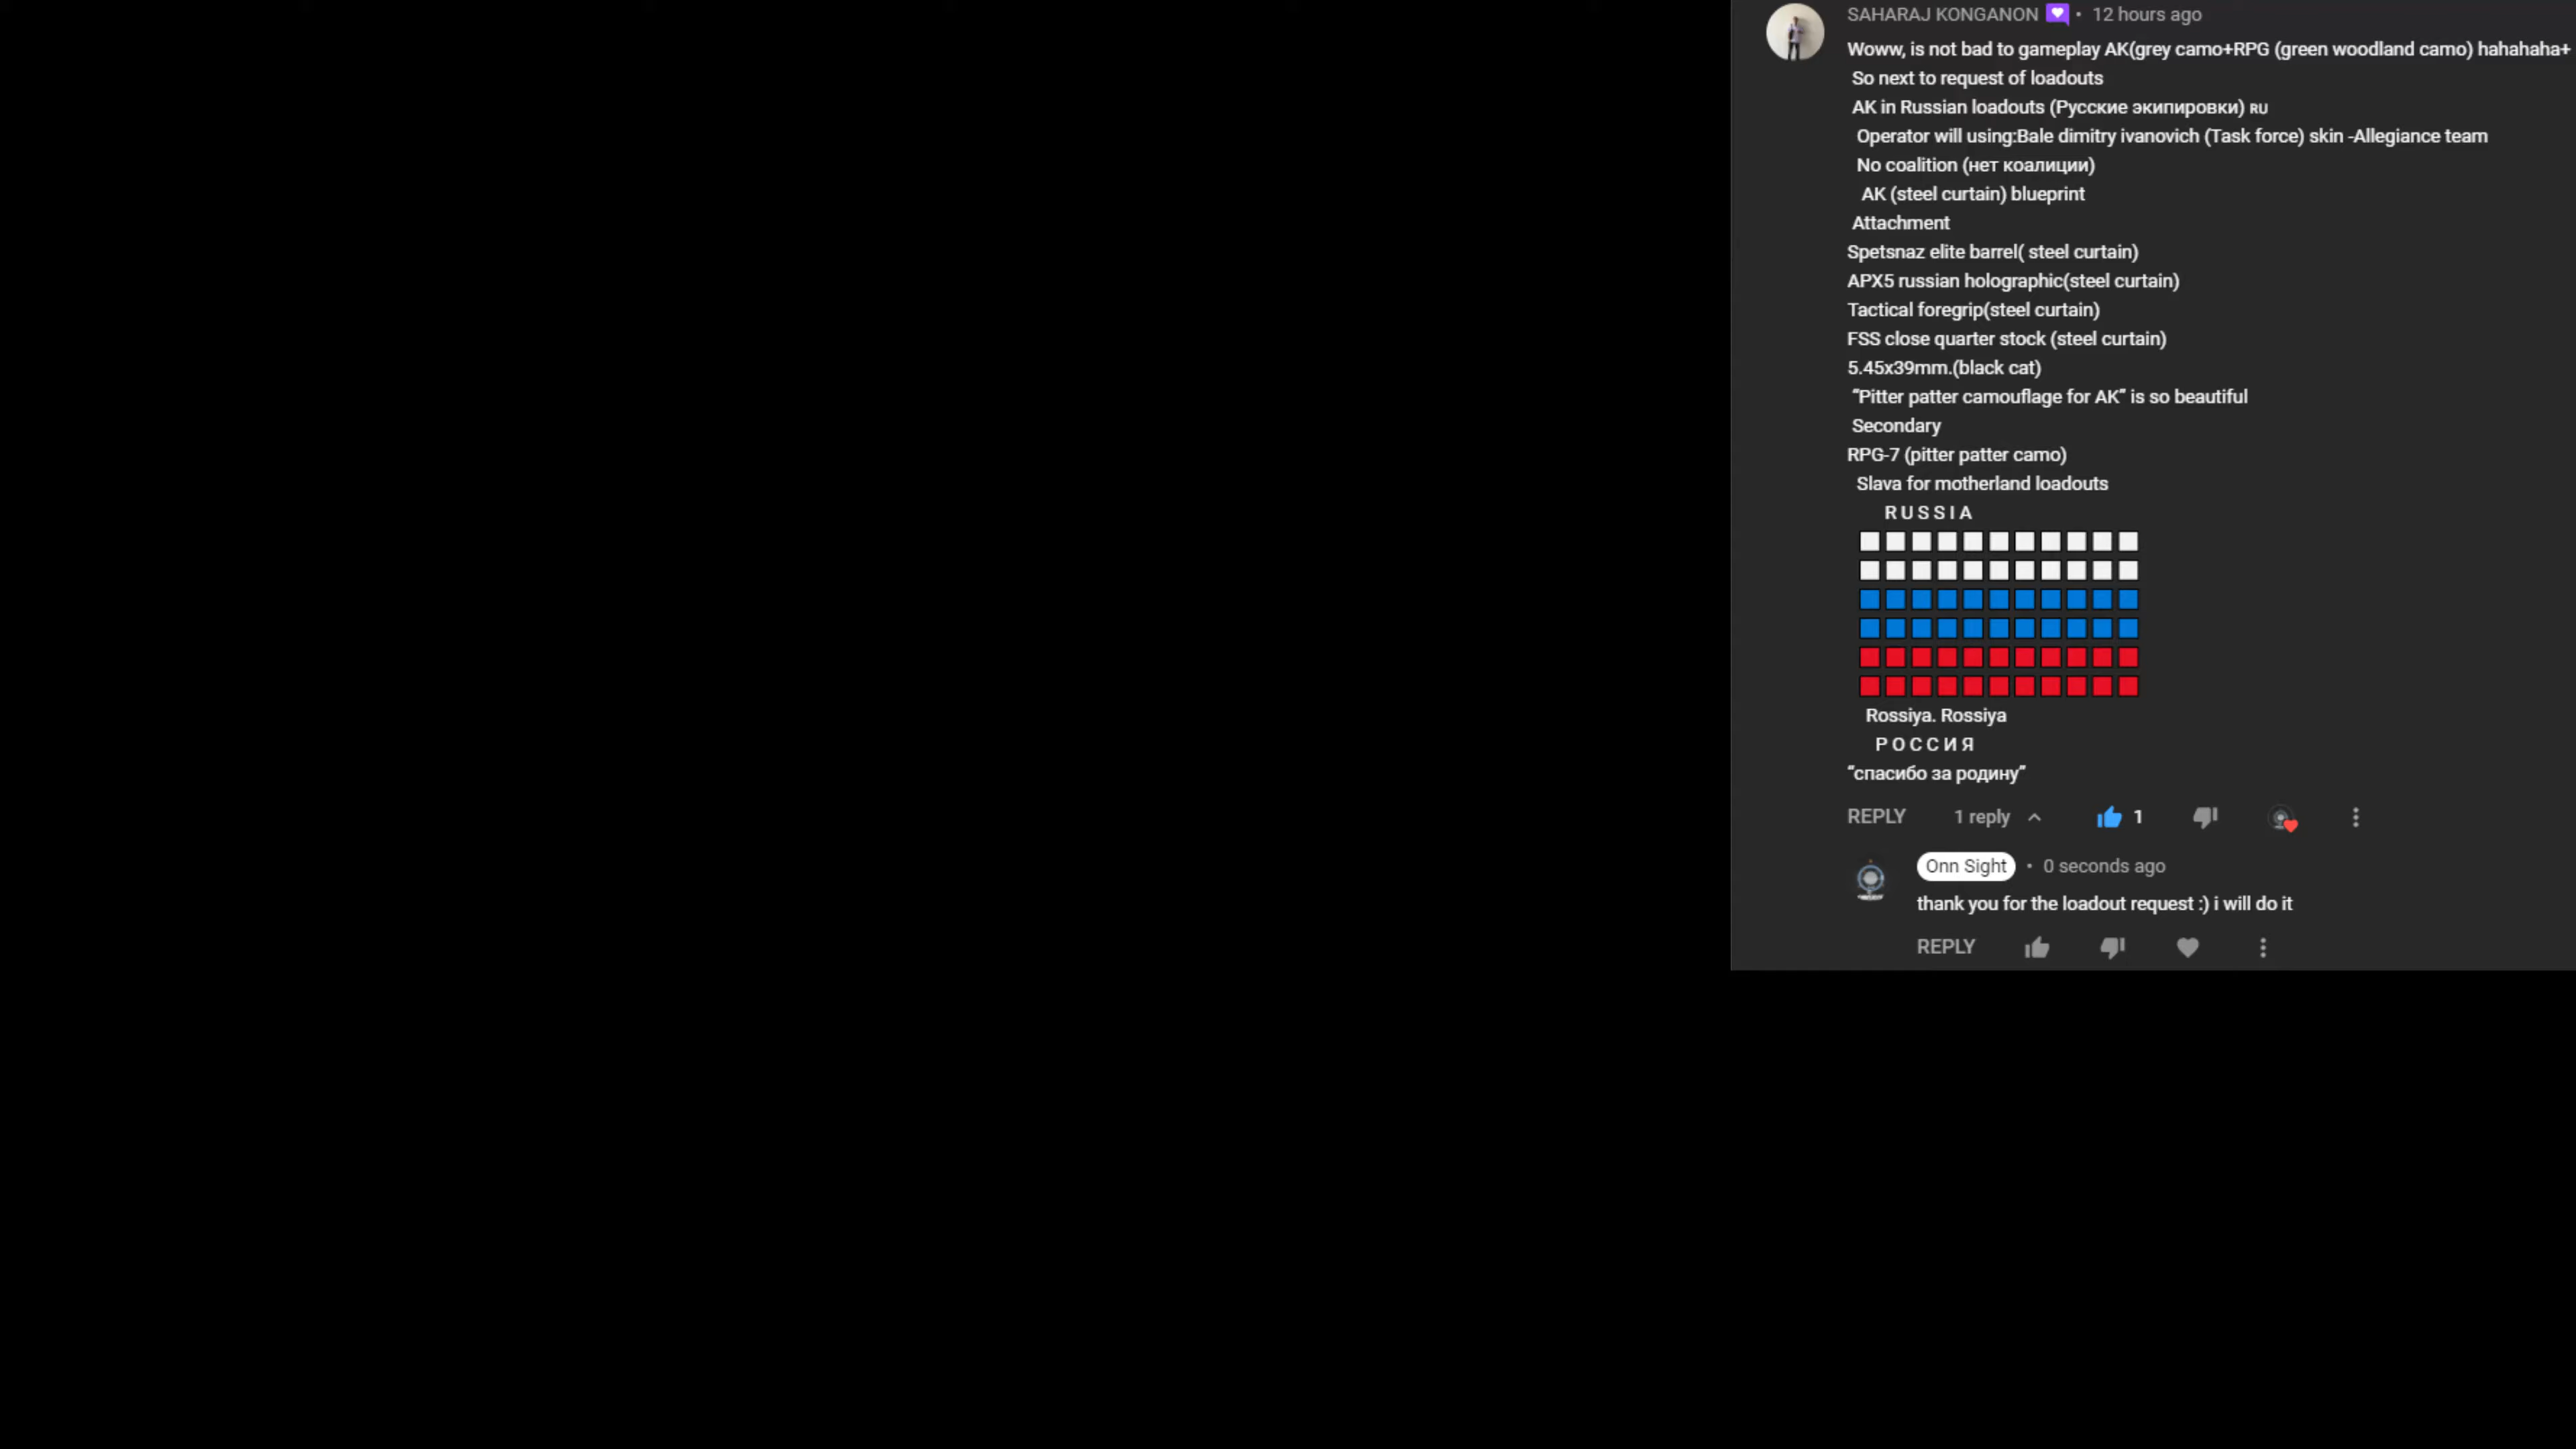 SAHARAJ KONGANON • 12 hours ago
Woww, is not bad to gameplay AK(grey camo+RPG (green woodland camo) hahahaha+
So next to request of loadouts
AK in Russian loadouts (Русские экипировки) RU
Operator will using:Bale dimitry ivanovich (Task force) skin -Allegiance team
No coalition (нет коалиции)
AK (steel curtain) blueprint
Attachment
Spetsnaz elite barrel( steel curtain)
APX5 russian holographic(steel curtain)
Tactical foregrip(steel curtain)
FSS close quarter stock (steel curtain)
5.45x39mm.(black cat)
“Pitter patter camouflage for AK” is so beautiful
Secondary
RPG-7 (pitter patter camo)
Slava for motherland loadouts
R U S S I A
Rossiya. Rossiya
Р О С С И Я
“спасибо за родину”
REPLY 1 reply 1
Onn Sight • 0 seconds ago
thank you for the loadout request :) i will do it
REPLY